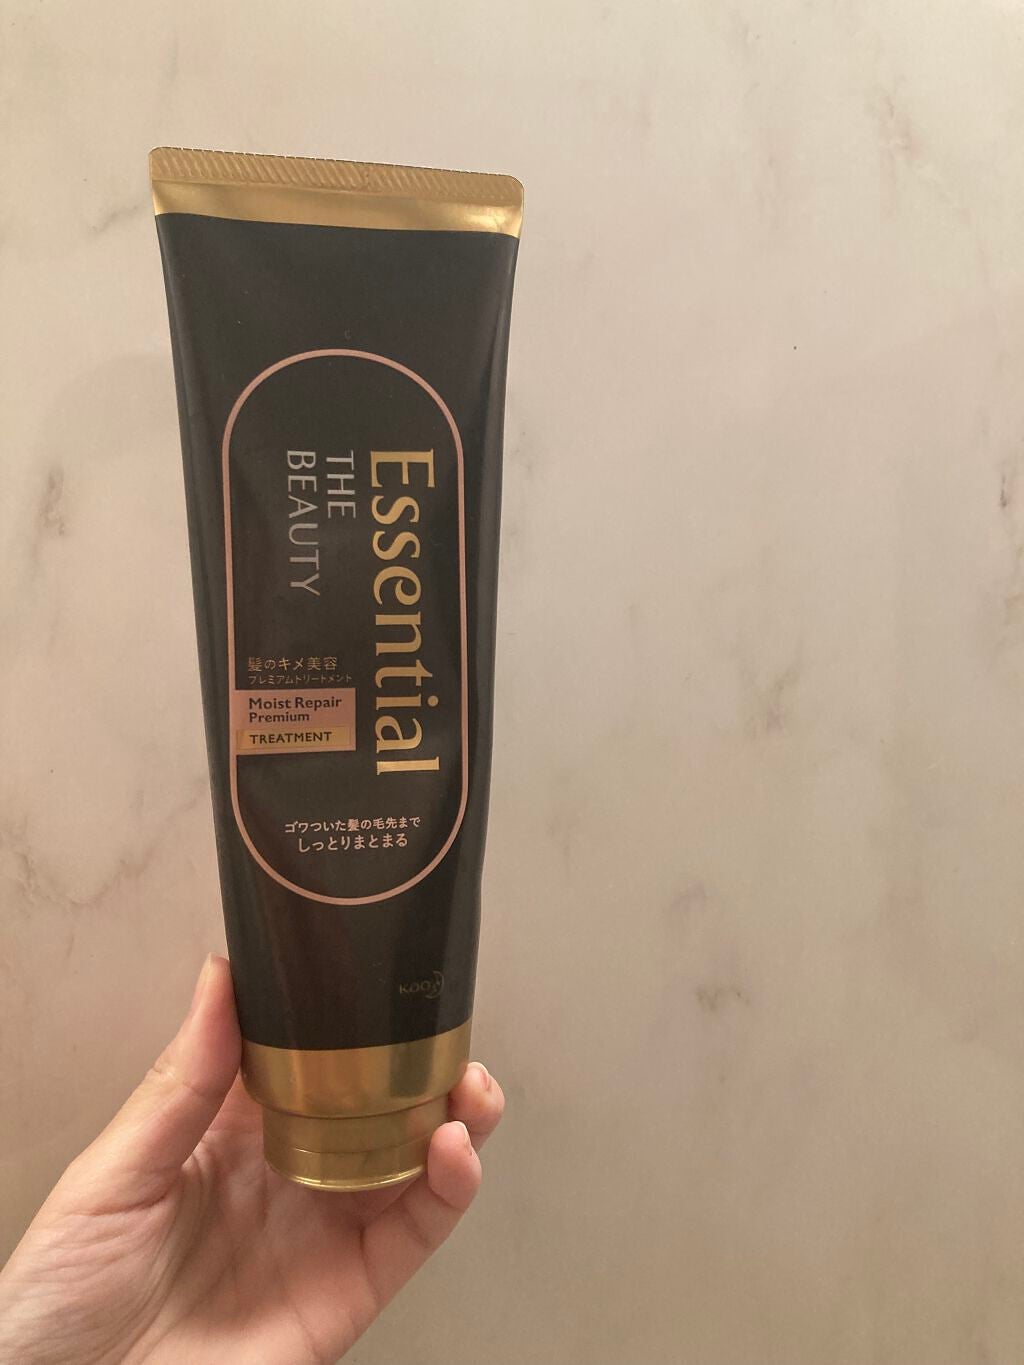 Essential
THE
BEAUTY
髪のキメ美容
プレミアムトリートメント
Moist Repair
Premium
TREATMENT
ゴワついた髪の毛先まで
しっとりまとまる
Kao